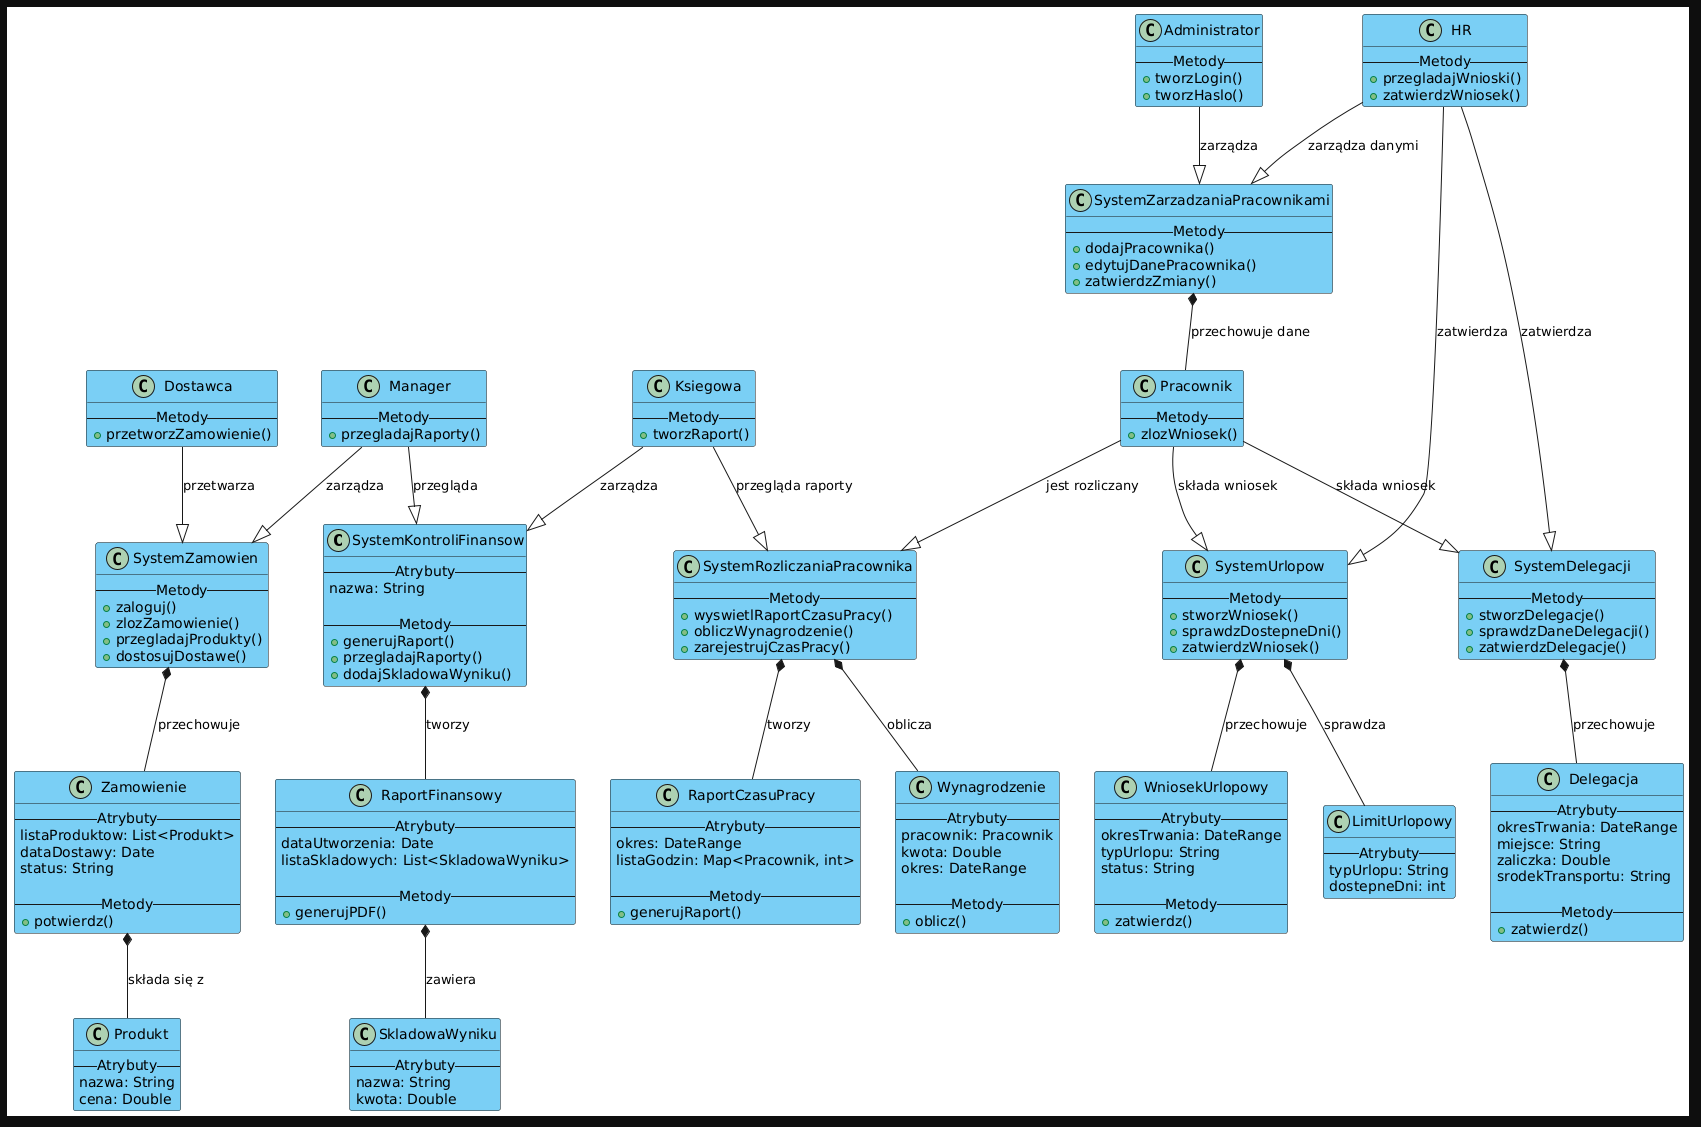 C Administrator
Metody
tworzLogin()
tworzHaslo()
C HR
Metody
przegladajWnioski()
zatwierdzWniosek()
zarządza
zarządza danymi
C SystemZarzadzaniaPracownikami
Metody
dodajPracownika()
edytujDanePracownika()
zatwierdzZmiany()
przechowuje dane
zatwierdza
zatwierdza
C Dostawca
Metody
przetworzZamowienie()
C Manager
Metody
przegladajRaporty()
C Ksiegowa
Metody
tworzRaport()
C Pracownik
Metody
zlozWniosek()
przetwarza
zarządza
przegląda
zarządza
przegląda raporty
jest rozliczany
składa wniosek
składa wniosek
C SystemZamowien
Metody
zaloguj()
zlozZamowienie()
przegladajProdukty()
dostosujDostawe()
C SystemKontroliFinansow
Atrybuty
nazwa: String
Metody
generujRaport()
przegladajRaporty()
dodajSkladowaWyniku()
C SystemRozliczaniaPracownika
Metody
wyswietlRaportCzasuPracy()
obliczWynagrodzenie()
zarejestrujCzasPracy()
C SystemUrlopow
Metody
stworzWniosek()
sprawdzDostepneDni()
zatwierdzWniosek()
C SystemDelegacji
Metody
stworzDelegacje()
sprawdzDaneDelegacji()
zatwierdzDelegacje()
przechowuje
tworzy
tworzy
oblicza
przechowuje
sprawdza
przechowuje
C Zamowienie
Atrybuty
listaProduktow: List<Produkt>
dataDostawy: Date
status: String
Metody
potwierdz()
C RaportFinansowy
Atrybuty
dataUtworzenia: Date
listaSkladowych: List<SkladowaWyniku>
Metody
generujPDF()
C RaportCzasuPracy
Atrybuty
okres: DateRange
listaGodzin: Map<Pracownik, int>
Metody
generujRaport()
C Wynagrodzenie
Atrybuty
pracownik: Pracownik
kwota: Double
okres: DateRange
Metody
oblicz()
C WniosekUrlopowy
Atrybuty
okresTrwania: DateRange
typUrlopu: String
status: String
Metody
zatwierdz()
C LimitUrlopowy
Atrybuty
typUrlopu: String
dostepneDni: int
C Delegacja
Atrybuty
okresTrwania: DateRange
miejsce: String
zaliczka: Double
srodekTransportu: String
Metody
zatwierdz()
składa się z
zawiera
C Produkt
Atrybuty
nazwa: String
cena: Double
C SkladowaWyniku
Atrybuty
nazwa: String
kwota: Double